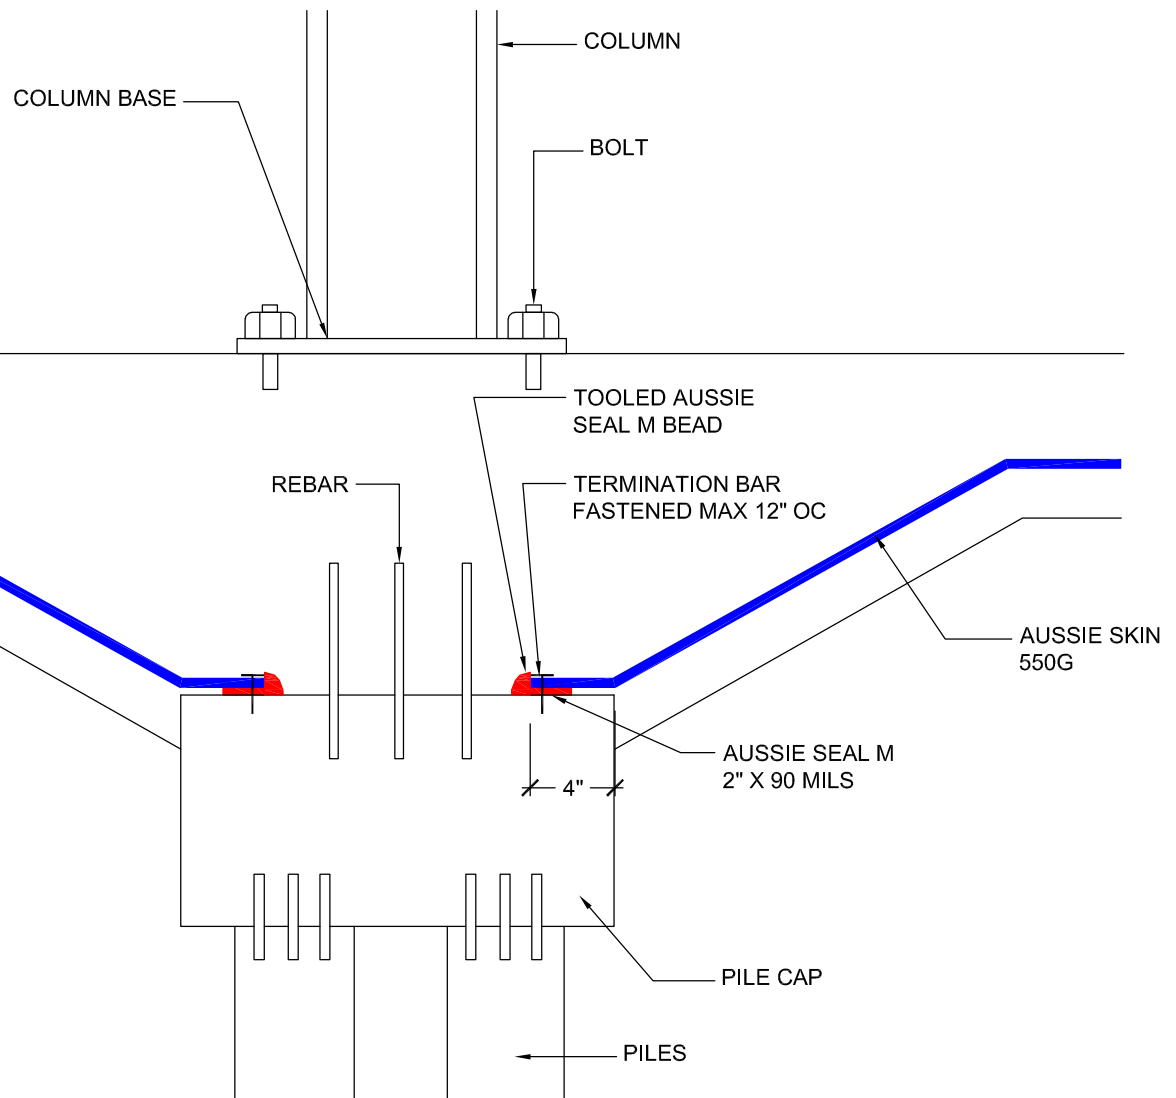 COLUMN
COLUMN BASE
BOLT
TOOLED AUSSIE
SEAL M BEAD
REBAR
TERMINATION BAR
FASTENED MAX 12" OC
AUSSIE SKIN
550G
AUSSIE SEAL M
2" X 90 MILS
4"
PILE CAP
PILES